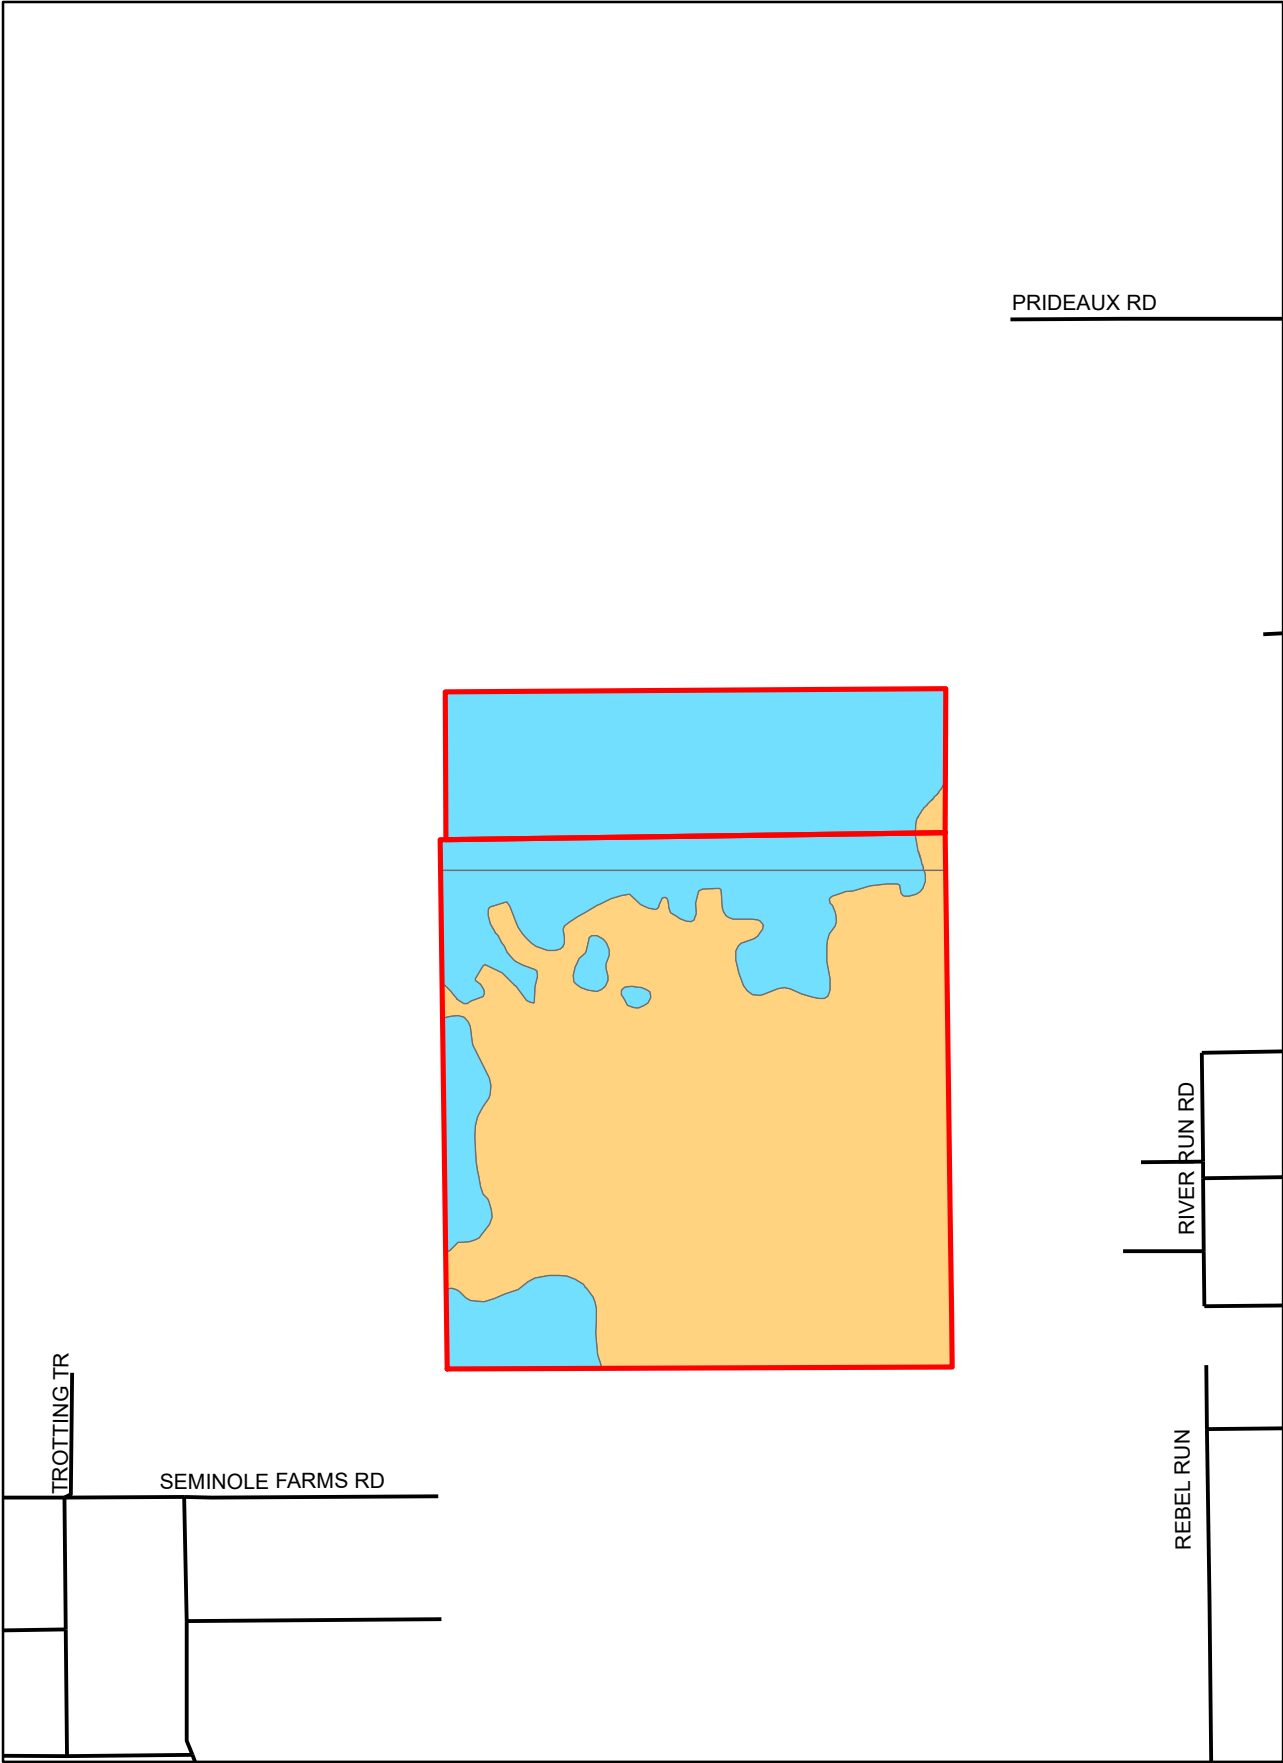 PRIDEAUX RD
RIVER RUN RD
TROTTING TR
SEMINOLE FARMS RD
REBEL RUN